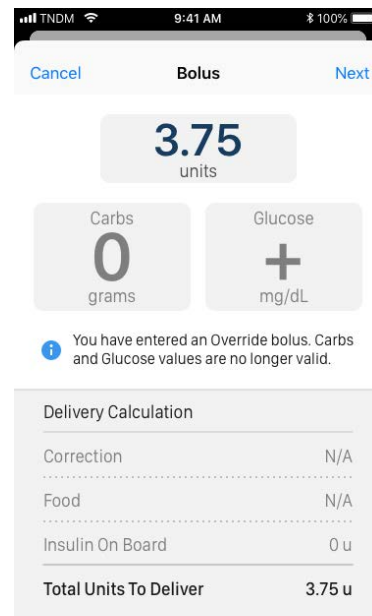 TNDM 9:41 AM 100%
Cancel Bolus Next
3.75
units
Carbs Glucose
0 +
grams mg/dL
You have entered an Override bolus. Carbs
and Glucose values are no longer valid.
Delivery Calculation
Correction N/A
Food N/A
Insulin On Board 0 u
Total Units To Deliver 3.75 u